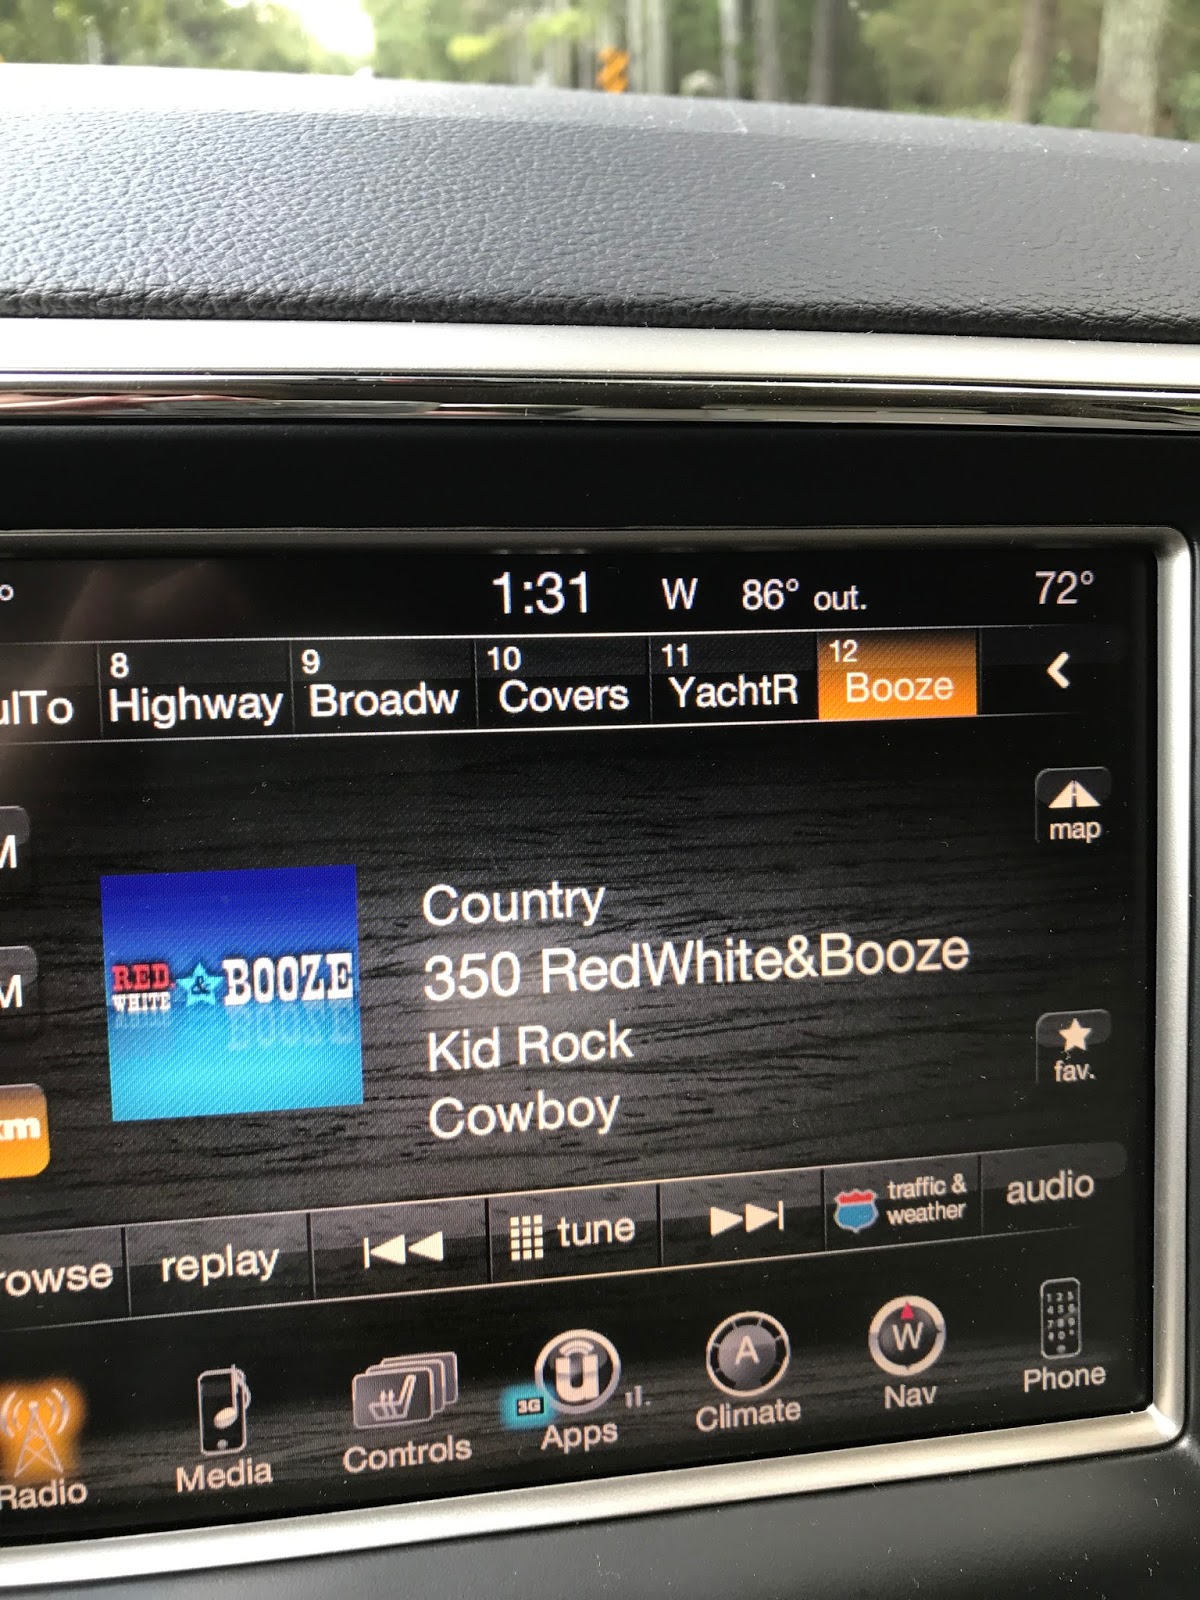 ° 1:31 W 86° out. 72°
ulTo 8 Highway 9 Broadw 10 Covers 11 YachtR 12 Booze
map
M
Country
RED WHITE & BOOZE
350 RedWhite&Booze
M
Kid Rock
fav.
Cowboy
xm
rowse replay tune traffic & weather audio
Radio Media Controls 3G Apps A Climate W Nav Phone